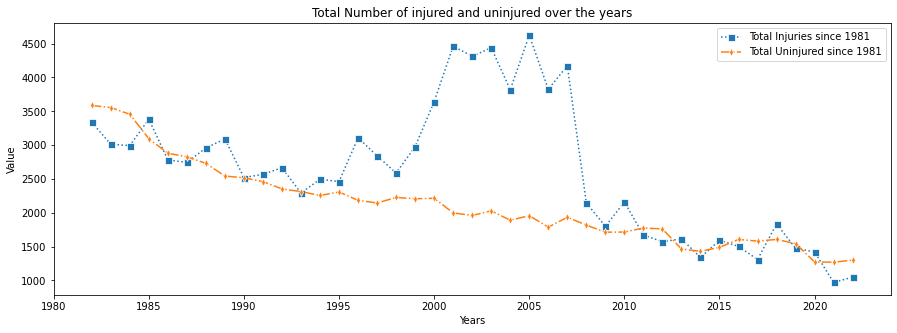 Total Number of injured and uninjured over the years
Total Injuries since 1981
Total Uninjured since 1981
Value
4500
4000
3500
3000
2500
2000
1500
1000
1980 1985 1990 1995 2000 2005 2010 2015 2020
Years